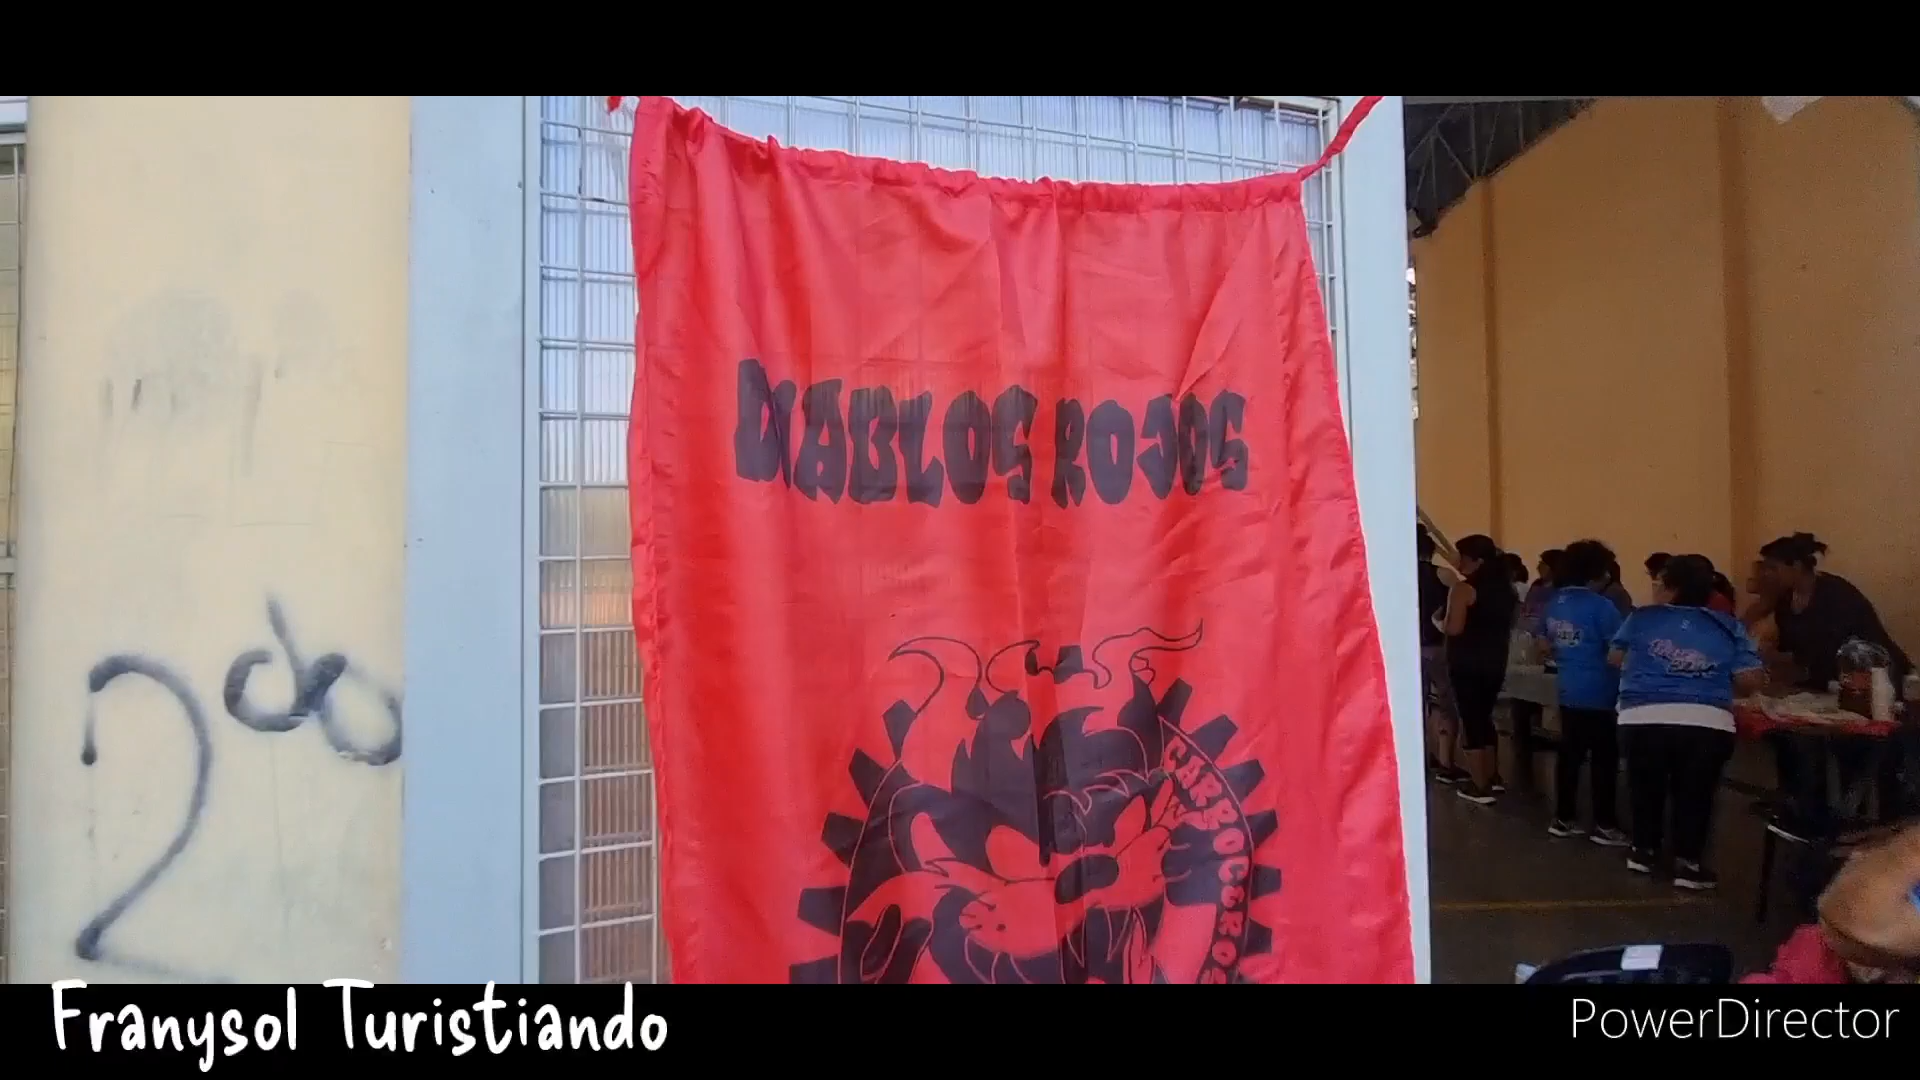 DIABLOS ROJOS
CARROCEROS
2do
Franysol Turistiando
PowerDirector